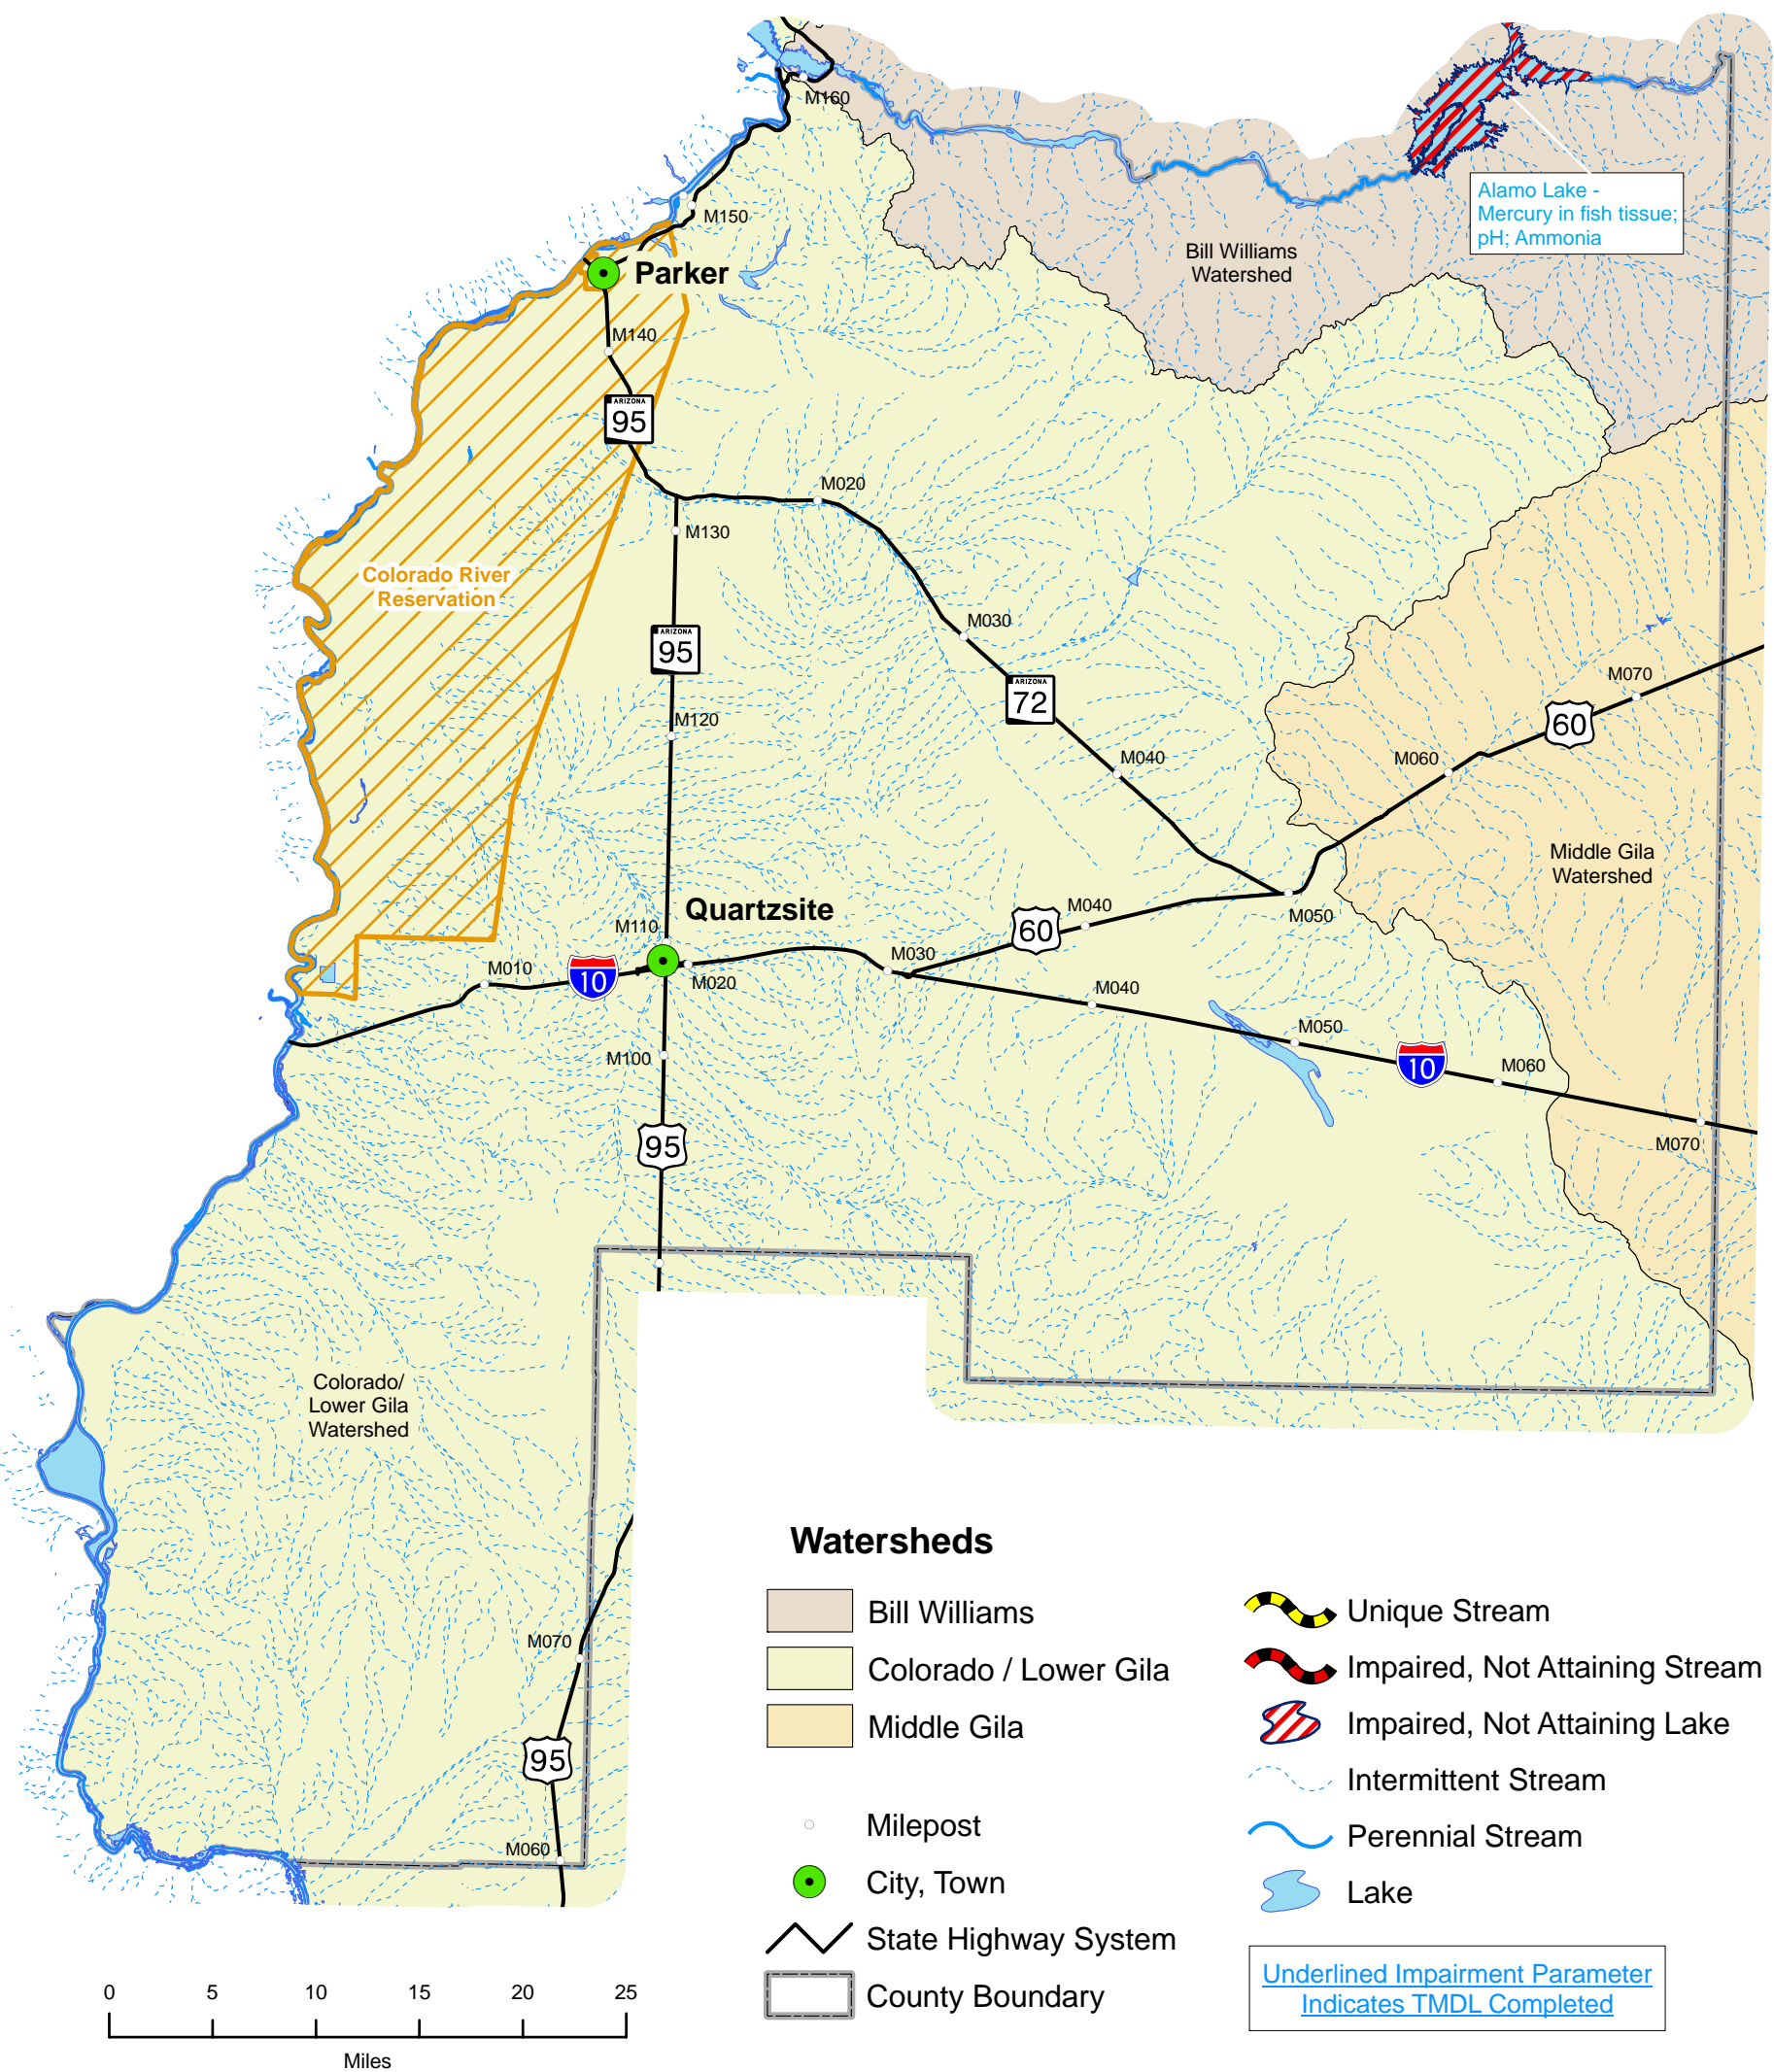 M160
Alamo Lake -
Mercury in fish tissue;
pH; Ammonia
M150
Bill Williams
Watershed
Parker
M140
ARIZONA
95
M020
M130
Colorado River
Reservation
M030
ARIZONA
95
ARIZONA
72
M070
60
M120
M040
M060
Middle Gila
Watershed
Quartzsite
M110
60
M040
M050
M010
10
M020
M030
M040
M050
M100
10
M060
M070
95
Colorado/
Lower Gila
Watershed
M070
95
M060
Watersheds
Bill Williams
Colorado / Lower Gila
Middle Gila
Milepost
City, Town
State Highway System
County Boundary
Unique Stream
Impaired, Not Attaining Stream
Impaired, Not Attaining Lake
Intermittent Stream
Perennial Stream
Lake
Underlined Impairment Parameter
Indicates TMDL Completed
0 5 10 15 20 25
Miles